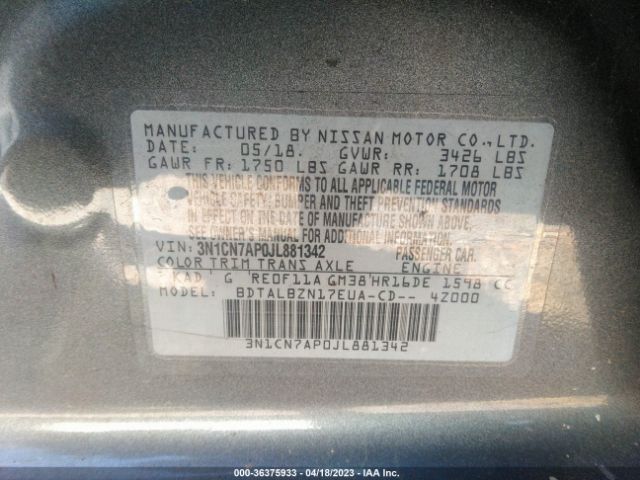 MANUFACTURED BY NISSAN MOTOR CO.,LTD.
DATE: 05/18. GVWR: 3426 LBS
GAWR FR: 1750 LBS GAWR RR: 1708 LBS
THIS VEHICLE CONFORMS TO ALL APPLICABLE FEDERAL MOTOR
VEHICLE SAFETY, BUMPER AND THEFT PREVENTION STANDARDS
IN EFFECT ON THE DATE OF MANUFACTURE SHOWN ABOVE.
SEE OWNER'S MANUAL FOR ADDITIONAL INFORMATION
VIN: 3N1CN7AP0JL881342 PASSENGER CAR.
COLOR TRIM TRANS AXLE ENGINE
KAD G RE0F11A GM38 HR16DE 1598 CC
MODEL: BDTALBZN17EUA-CD-- 4Z000
3N1CN7AP0JL881342
000-36375933 - 04/18/2023 - IAA Inc.